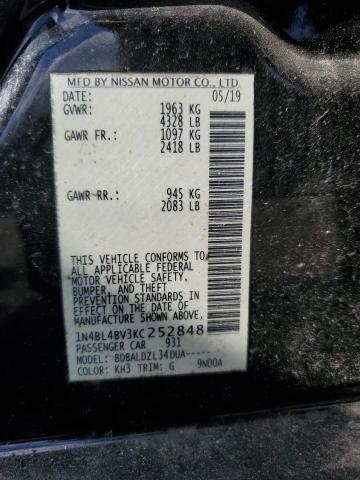 MFD BY NISSAN MOTOR CO., LTD.
DATE: 05/19
GVWR: 1963 KG
4328 LB
GAWR FR.: 1097 KG
2418 LB
GAWR RR.: 945 KG
2083 LB
THIS VEHICLE CONFORMS TO
ALL APPLICABLE FEDERAL
MOTOR VEHICLE SAFETY,
BUMPER, AND THEFT
PREVENTION STANDARDS IN
EFFECT ON THE DATE OF
MANUFACTURE SHOWN ABOVE.
1N4BL4BV3KC252848
PASSENGER CAR 931
MODEL: BDBALDZL34DUA-----
COLOR: KH3 TRIM: G 9N00A